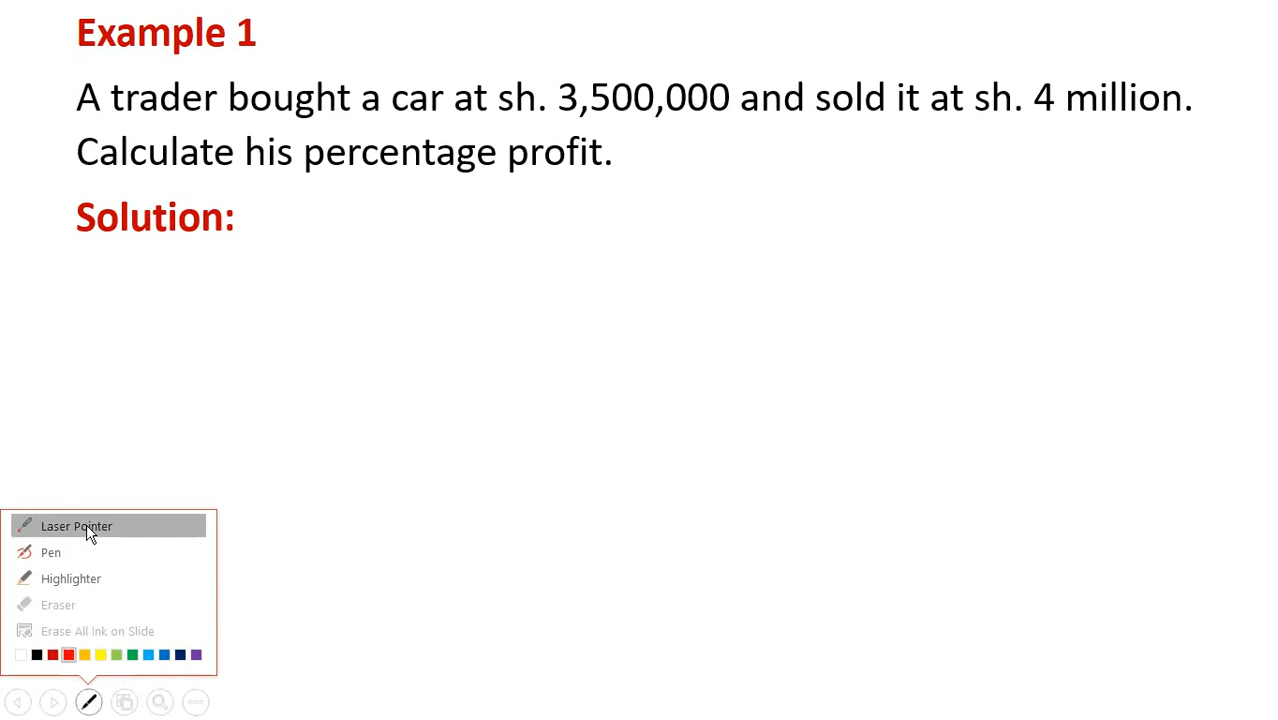 Example 1
A trader bought a car at sh. 3,500,000 and sold it at sh. 4 million.
Calculate his percentage profit.
Solution:
Laser Pointer
Pen
Highlighter
Eraser
Erase All Ink on Slide